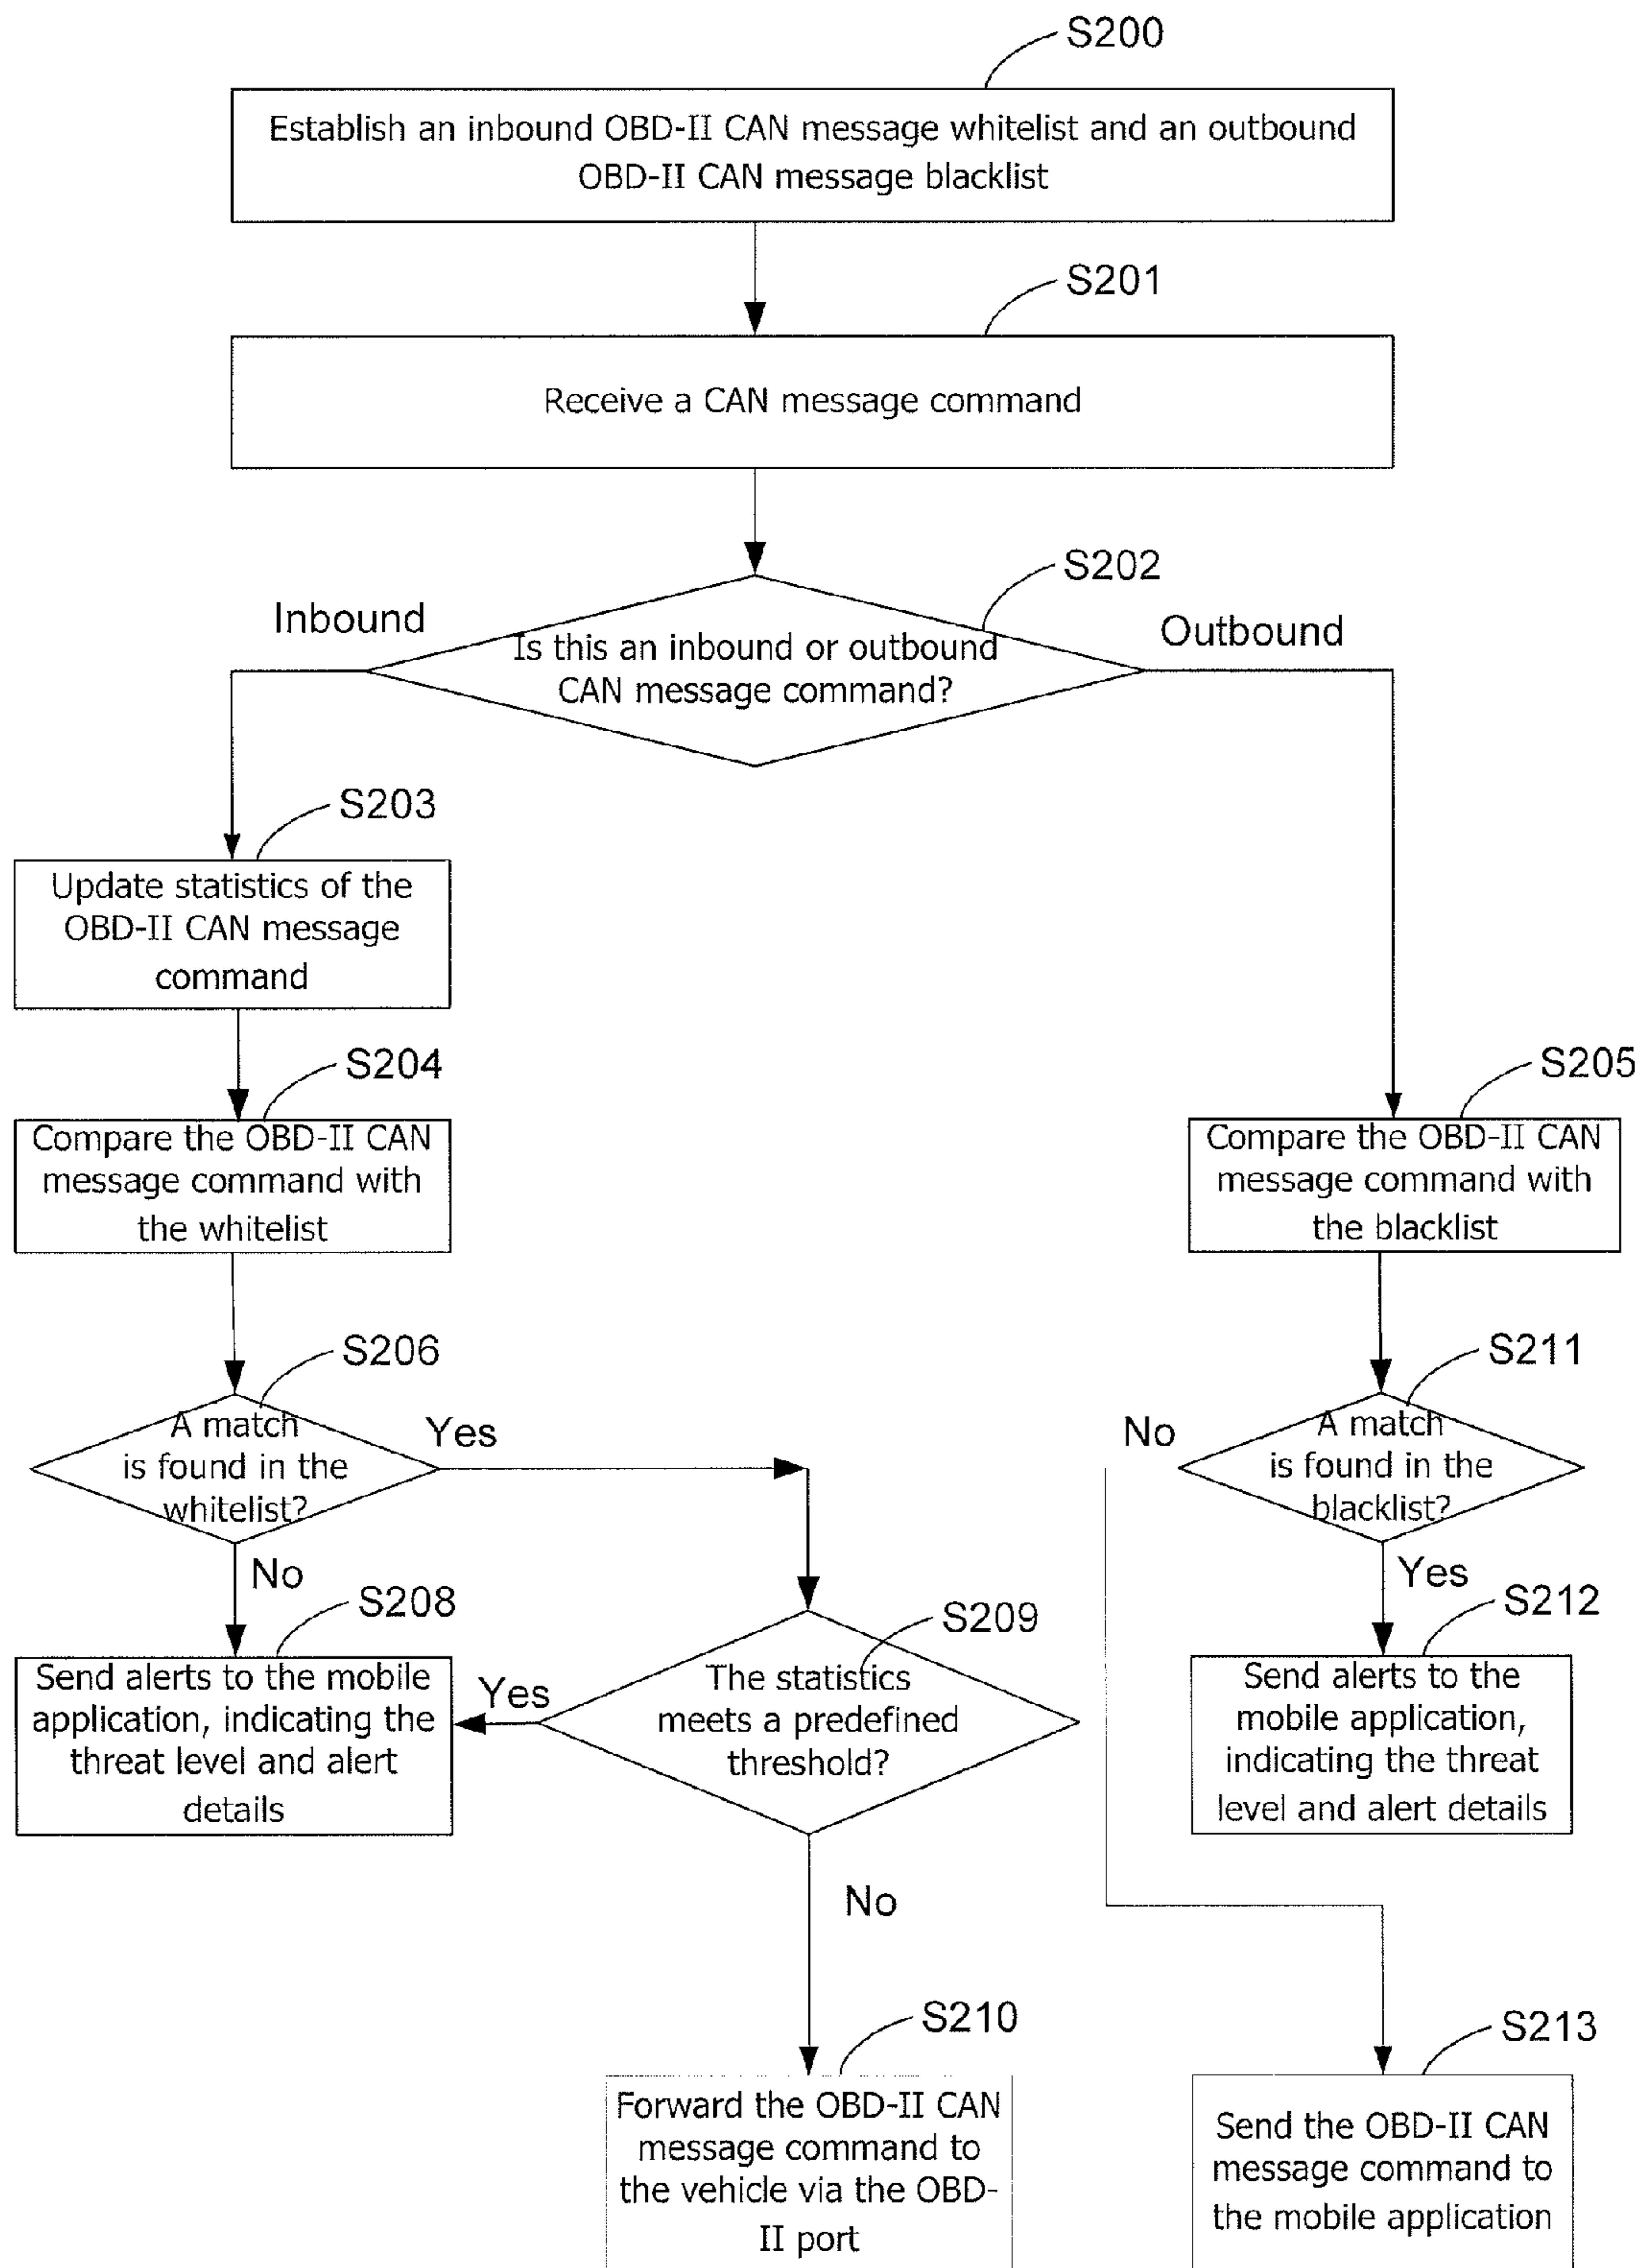 S200
Establish an inbound OBD-II CAN message whitelist and an outbound
OBD-II CAN message blacklist
S201
Receive a CAN message command
S202
Inbound
Outbound
Is this an inbound or outbound
CAN message command?
S203
Update statistics of the
OBD-II CAN message
command
S204
Compare the OBD-II CAN
message command with
the whitelist
S205
Compare the OBD-II CAN
message command with
the blacklist
S206
A match
is found in the
whitelist?
Yes
No
S211
A match
is found in the
blacklist?
No
Yes
S208
Send alerts to the mobile
application, indicating the
threat level and alert
details
S209
The statistics
meets a predefined
threshold?
Yes
No
S212
Send alerts to the
mobile application,
indicating the threat
level and alert details
S210
Forward the OBD-II CAN
message command to
the vehicle via the OBD-
II port
S213
Send the OBD-II CAN
message command to
the mobile application